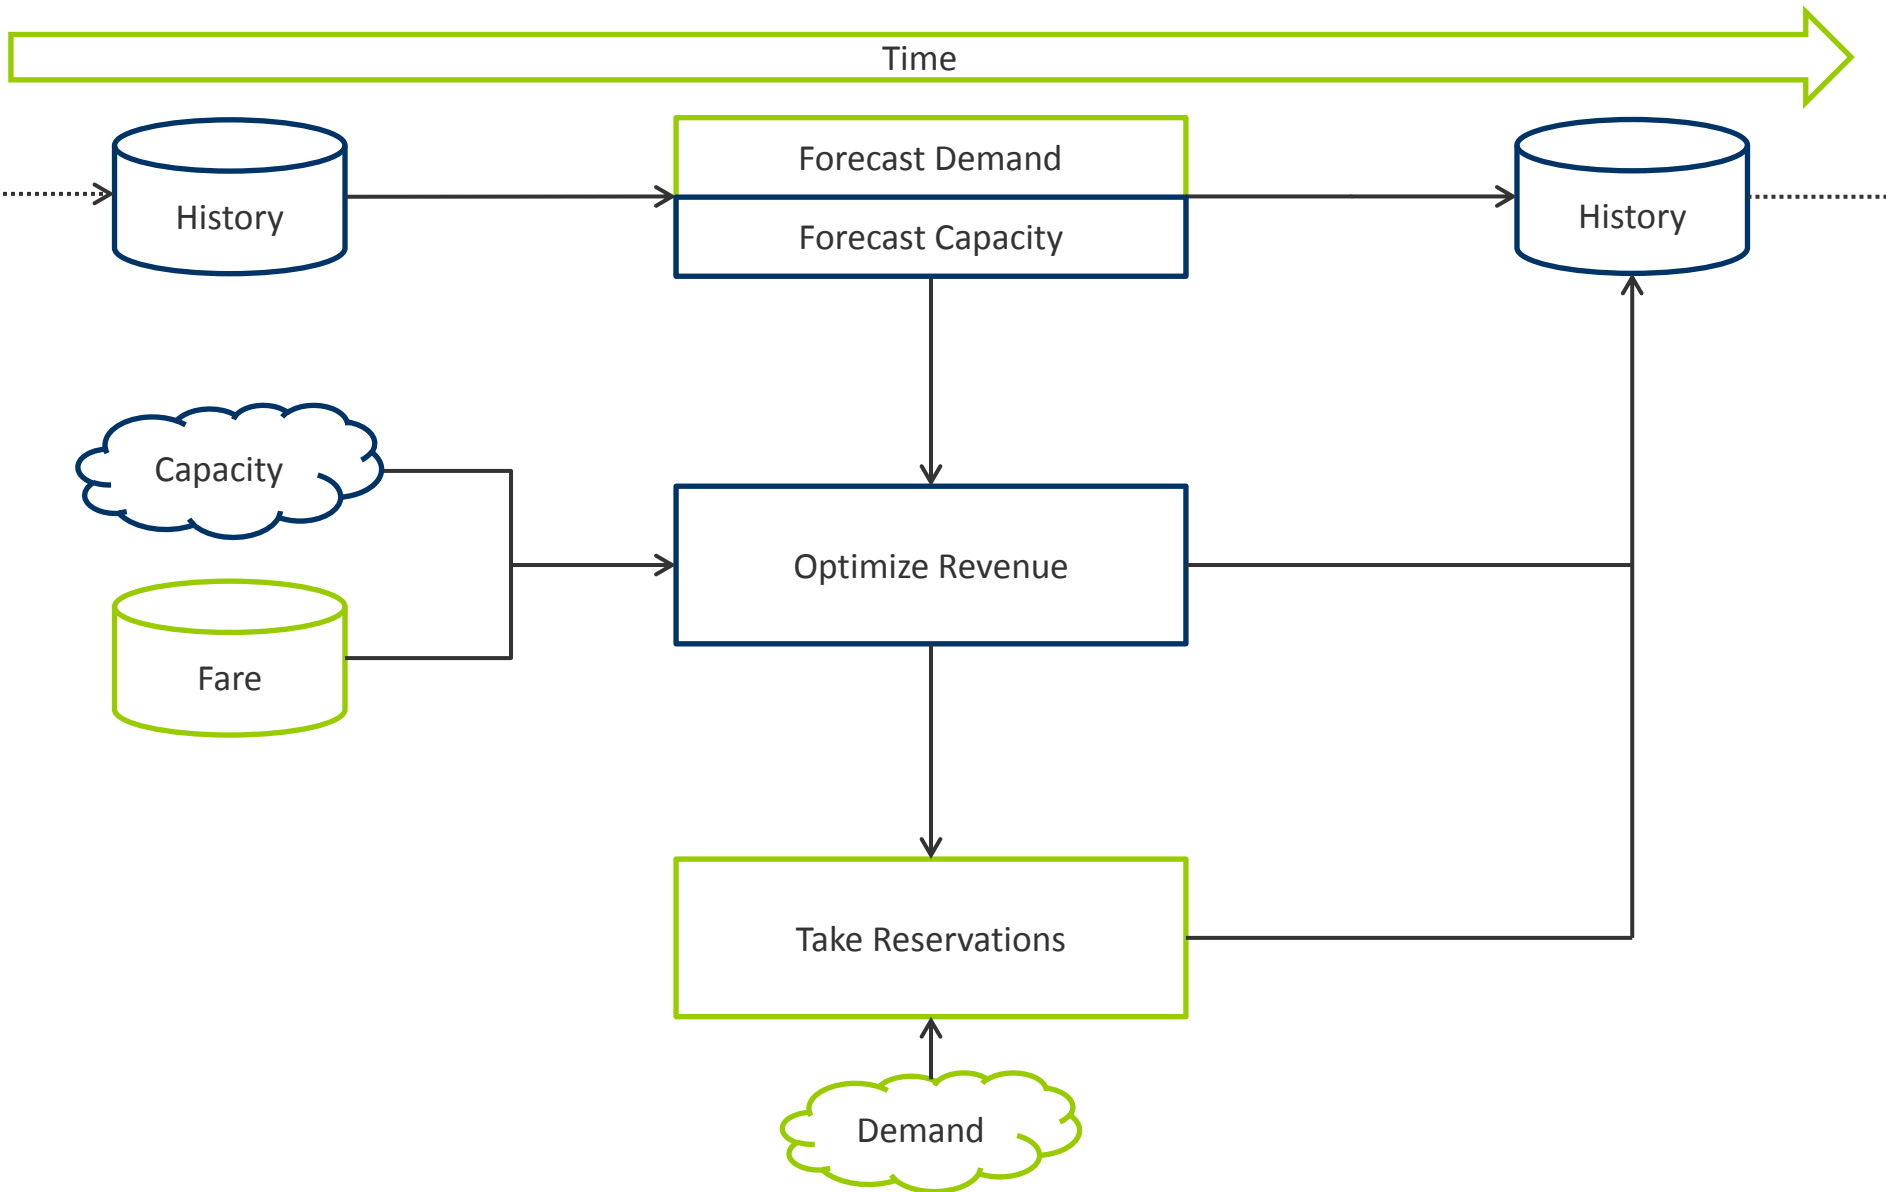 Time
History
Forecast Demand
Forecast Capacity
History
Capacity
Optimize Revenue
Fare
Take Reservations
Demand